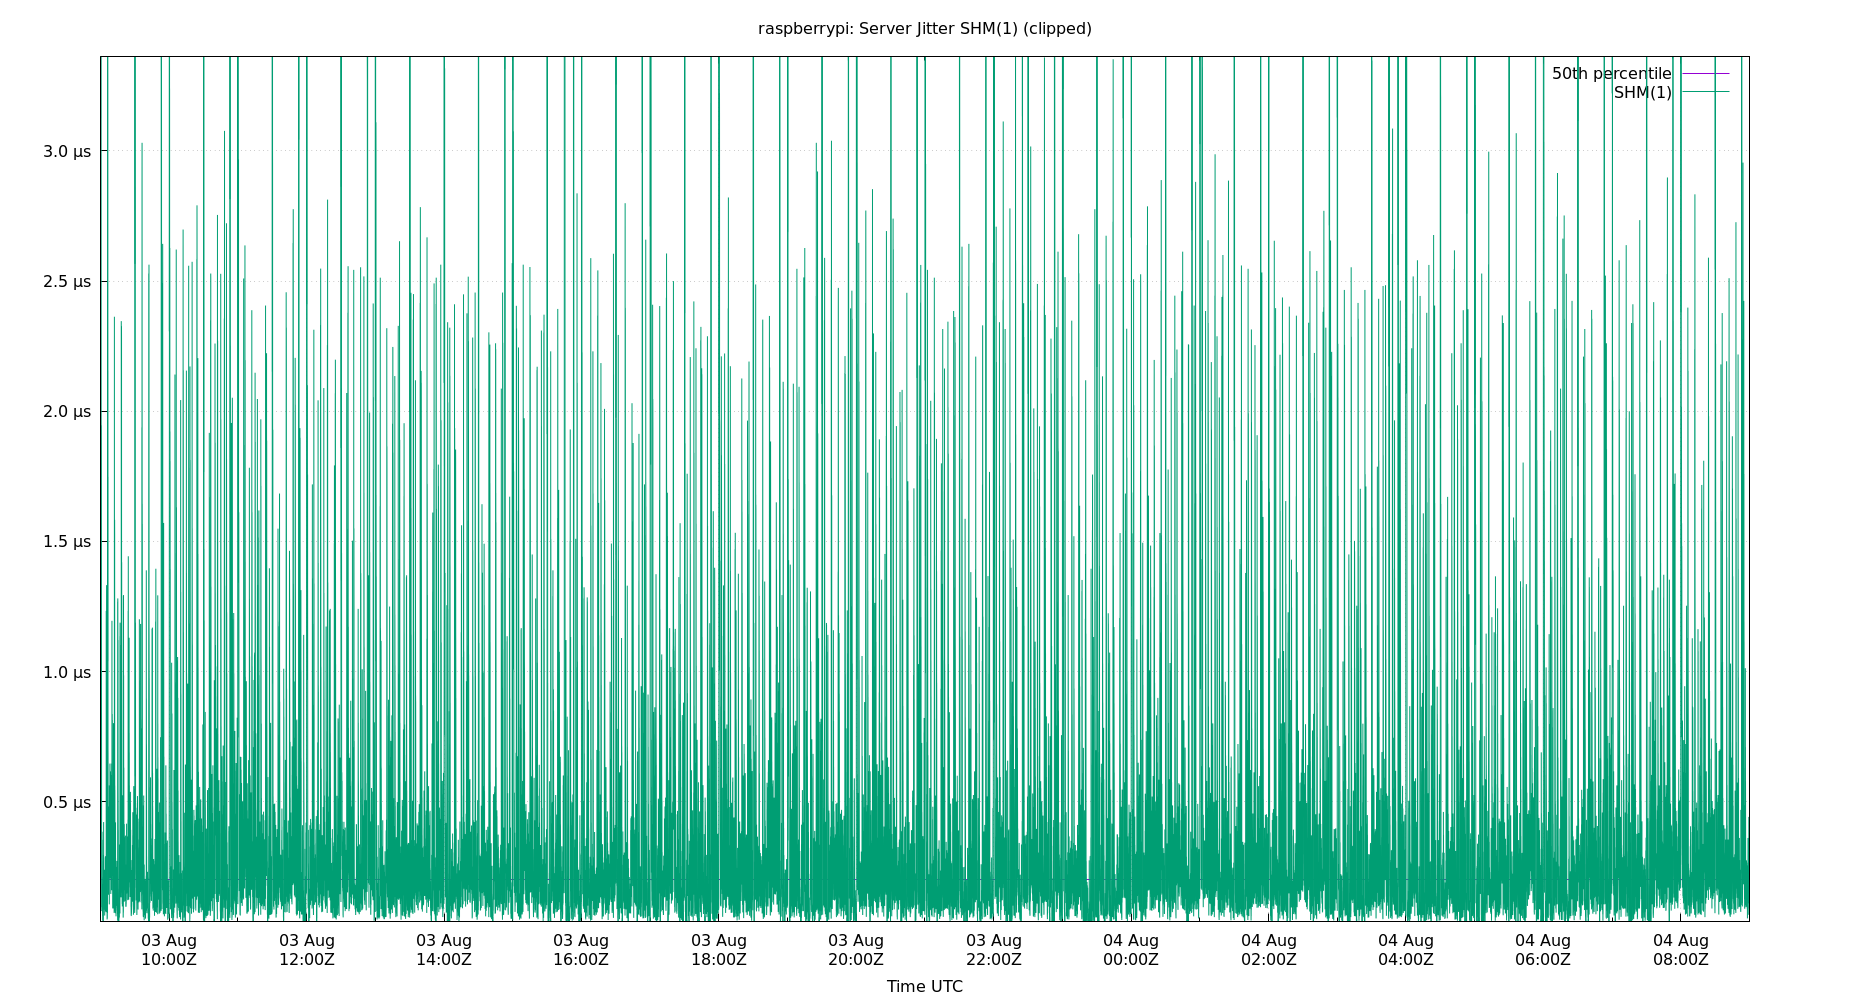 raspberrypi: Server Jitter SHM(1) (clipped)
50th percentile
SHM(1)
3.0 µs
2.5 µs
2.0 µs
1.5 µs
1.0 µs
0.5 µs
03 Aug 03 Aug 03 Aug 03 Aug 03 Aug 03 Aug 03 Aug 04 Aug 04 Aug 04 Aug 04 Aug 04 Aug
10:00Z 12:00Z 14:00Z 16:00Z 18:00Z 20:00Z 22:00Z 00:00Z 02:00Z 04:00Z 06:00Z 08:00Z
Time UTC